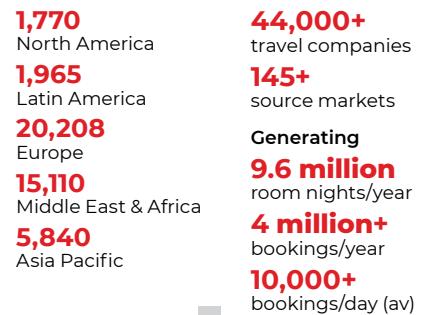 1,770
North America
1,965
Latin America
20,208
Europe
15,110
Middle East & Africa
5,840
Asia Pacific
44,000+
travel companies
145+
source markets
Generating
9.6 million
room nights/year
4 million+
bookings/year
10,000+
bookings/day (av)